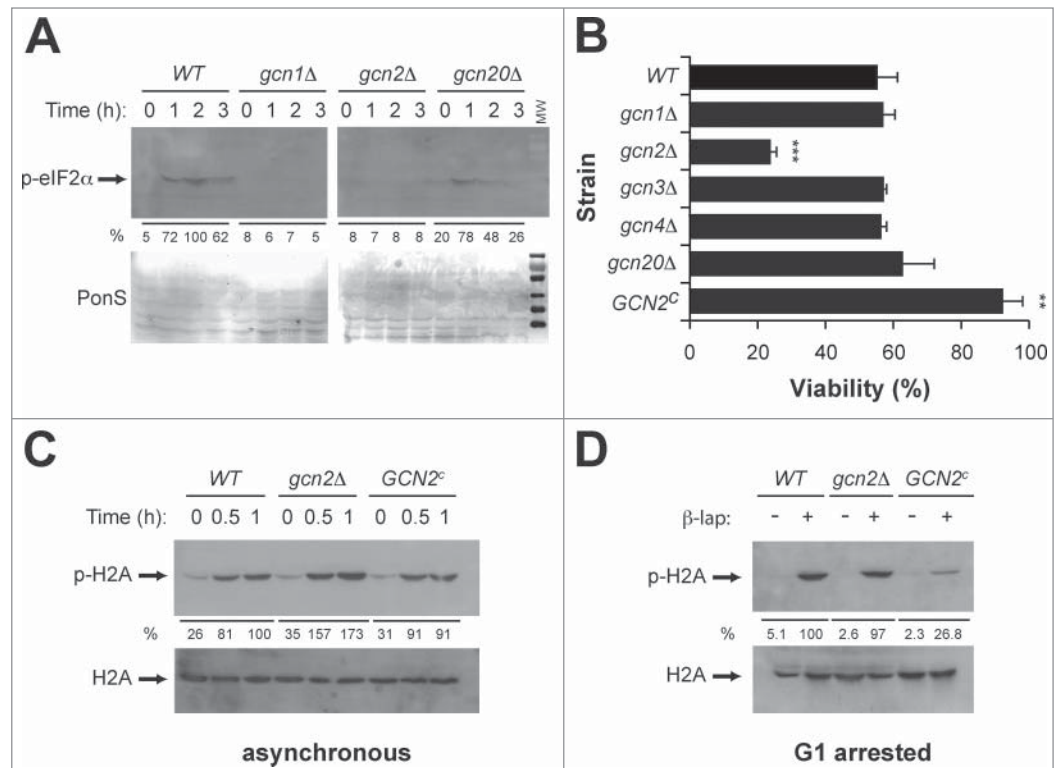 A
WT gcn1Δ gcn2Δ gcn20Δ
Time (h): 0 1 2 3 0 1 2 3 0 1 2 3 0 1 2 3 MW
p-eIF2α
% 5 72 100 62 8 6 7 5 8 7 8 8 20 78 48 26
PonS
B
Strain
WT
gcn1Δ
gcn2Δ ***
gcn3Δ
gcn4Δ
gcn20Δ
GCN2ᶜ **
0 20 40 60 80 100
Viability (%)
C
WT gcn2Δ GCN2ᶜ
Time (h): 0 0.5 1 0 0.5 1 0 0.5 1
p-H2A
% 26 81 100 35 157 173 31 91 91
H2A
asynchronous
D
WT gcn2Δ GCN2ᶜ
β-lap: - + - + - +
p-H2A
% 5.1 100 2.6 97 2.3 26.8
H2A
G1 arrested